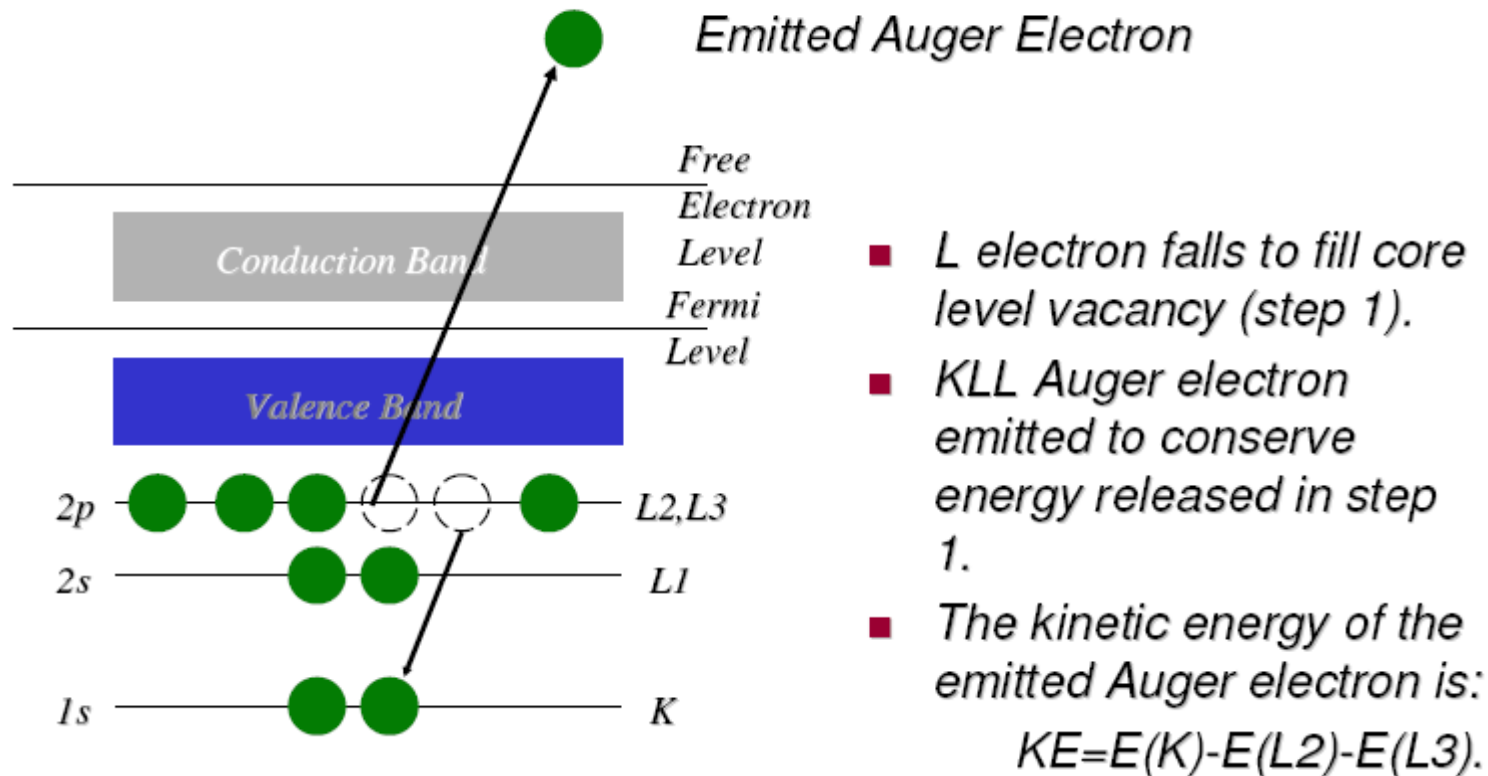 Emitted Auger Electron
Free
Electron
Level
Conduction Band
Fermi
Level
Valence Band
2p
L2,L3
2s
L1
1s
K
L electron falls to fill core
level vacancy (step 1).
KLL Auger electron
emitted to conserve
energy released in step
1.
The kinetic energy of the
emitted Auger electron is:
KE=E(K)-E(L2)-E(L3).